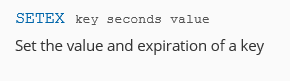 SETEX key seconds value
Set the value and expiration of a key